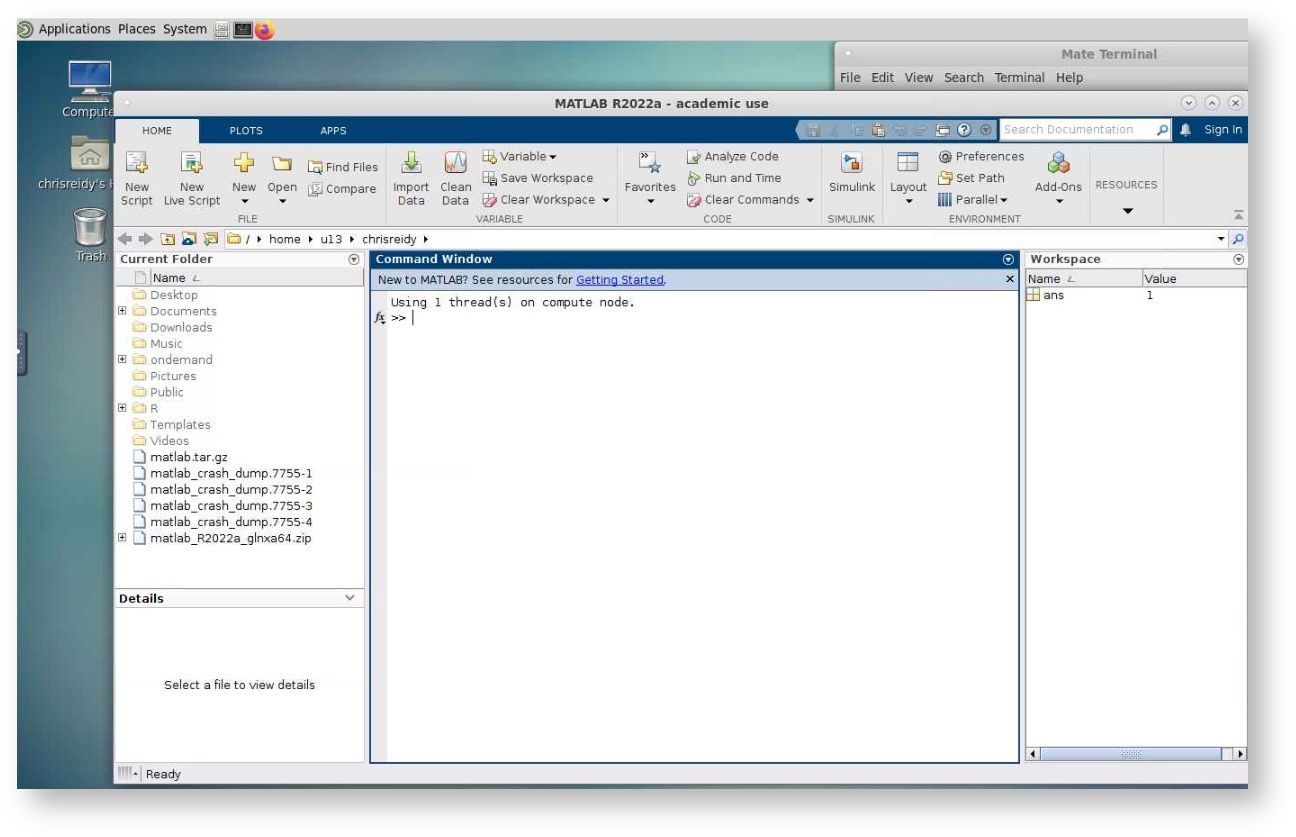 Applications Places System
Mate Terminal
File Edit View Search Terminal Help
Compute
MATLAB R2022a - academic use
HOME PLOTS APPS
Search Documentation
Sign In
New Script
New Live Script
New
Open
Find Files
Compare
FILE
Import Data
Clean Data
Variable
Save Workspace
Clear Workspace
VARIABLE
Favorites
Analyze Code
Run and Time
Clear Commands
CODE
Simulink
SIMULINK
Layout
Preferences
Set Path
Parallel
Add-Ons
ENVIRONMENT
RESOURCES
chrisreidy's
Trash
/ home u13 chrisreidy
Current Folder
Name
Desktop
Documents
Downloads
Music
ondemand
Pictures
Public
R
Templates
Videos
matlab.tar.gz
matlab_crash_dump.7755-1
matlab_crash_dump.7755-2
matlab_crash_dump.7755-3
matlab_crash_dump.7755-4
matlab_R2022a_glnxa64.zip
Details
Select a file to view details
Command Window
New to MATLAB? See resources for Getting Started.
Using 1 thread(s) on compute node.
fx >>
Workspace
Name Value
ans 1
Ready